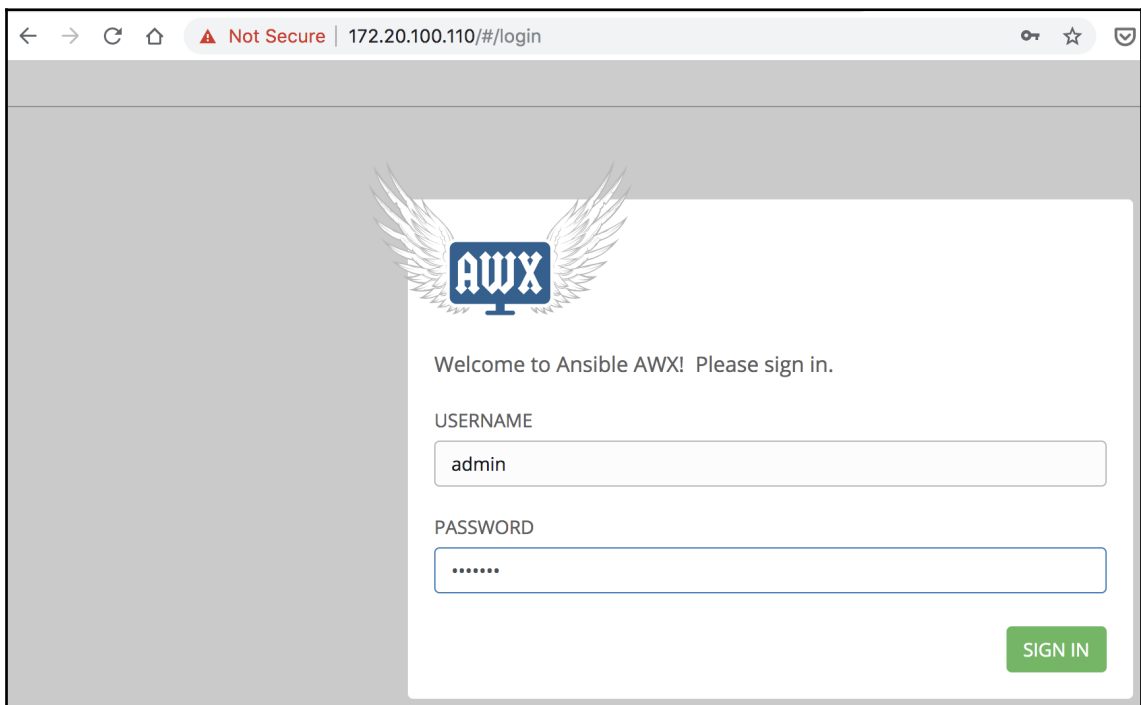 Not Secure | 172.20.100.110/#/login
AWX
Welcome to Ansible AWX! Please sign in.
USERNAME
admin
PASSWORD
•••••••
SIGN IN